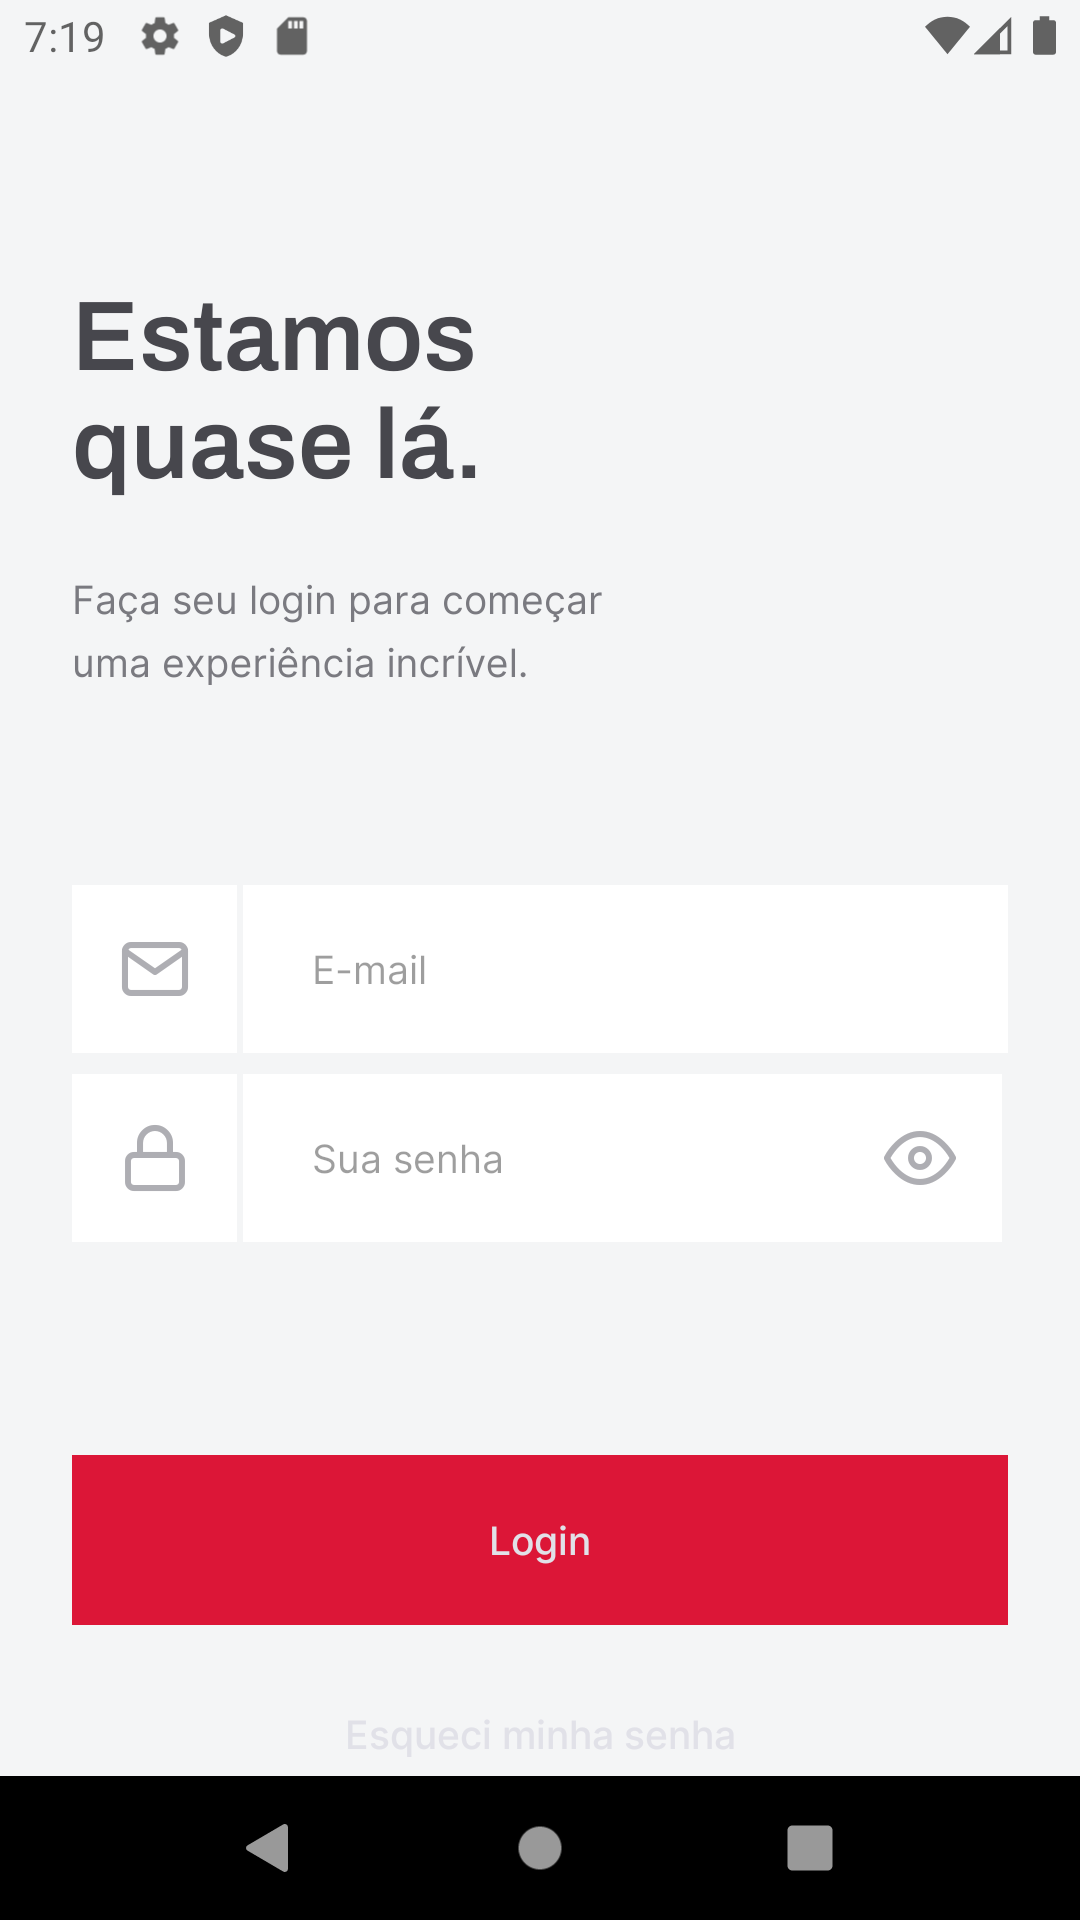 7:19
Estamos
quase lá.
Faça seu login para começar
uma experiência incrível.
E-mail
Sua senha
Login
Esqueci minha senha